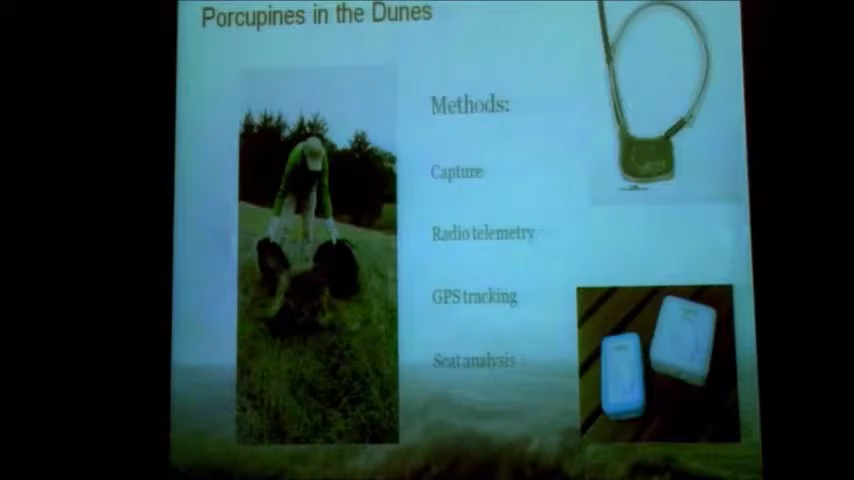 Porcupines in the Dunes
Methods:
Capture
Radio telemetry
GPS tracking
Scat analysis